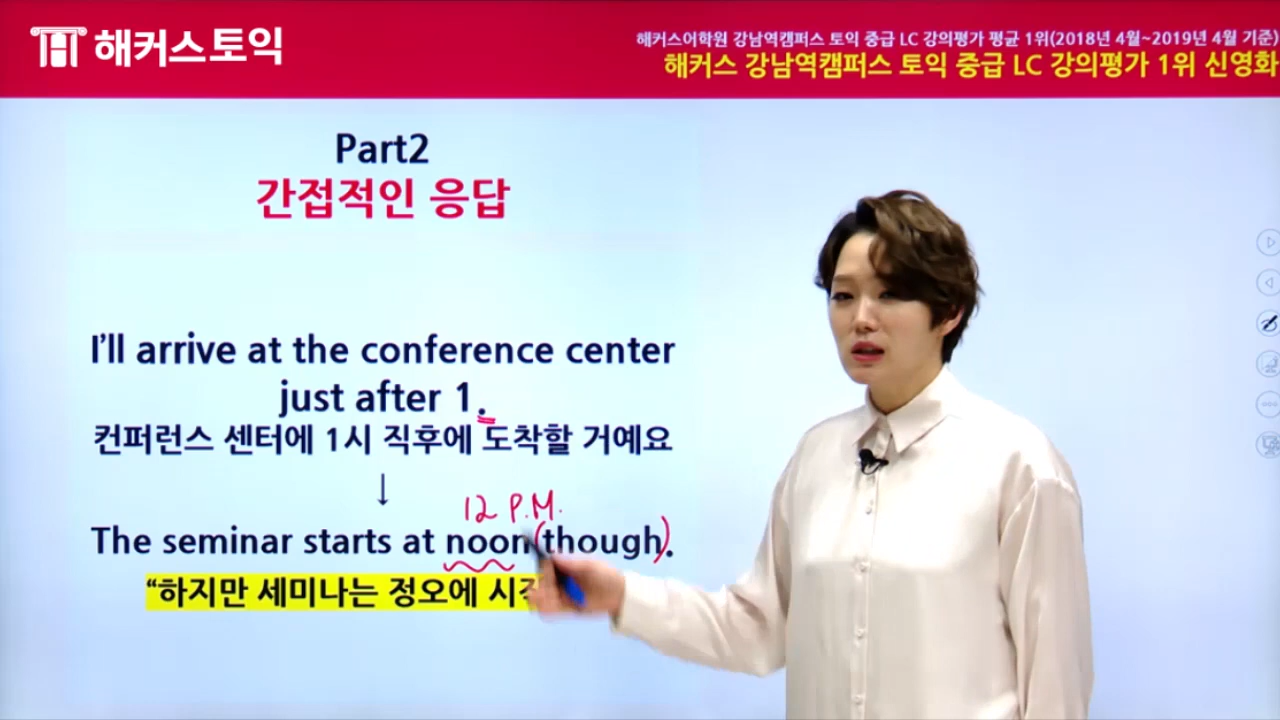 해커스토익
해커스어학원 강남역캠퍼스 토익 중급 LC 강의평가 평균 1위(2018년 4월~2019년 4월 기준)
해커스 강남역캠퍼스 토익 중급 LC 강의평가 1위 신영화
Part2
간접적인 응답
I'll arrive at the conference center
just after 1.
컨퍼런스 센터에 1시 직후에 도착할 거예요
↓
12 P.M.
The seminar starts at noon (though).
“하지만 세미나는 정오에